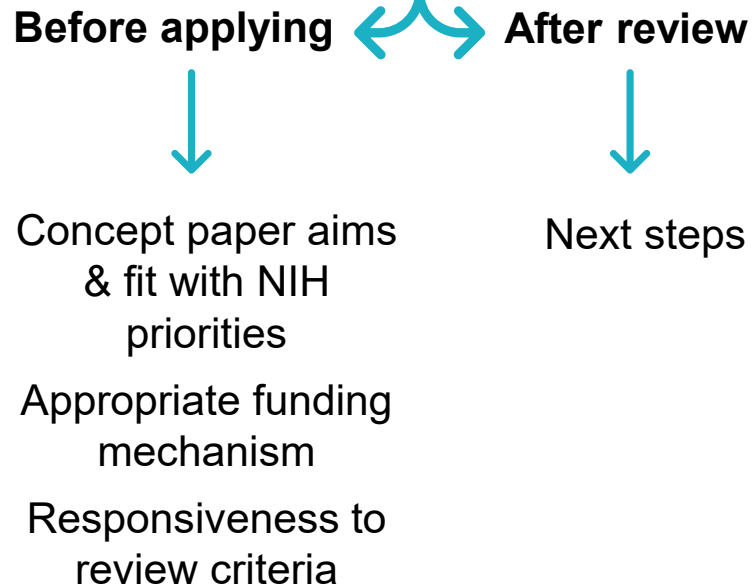 Before applying
After review
Concept paper aims
& fit with NIH
priorities
Appropriate funding
mechanism
Responsiveness to
review criteria
Next steps